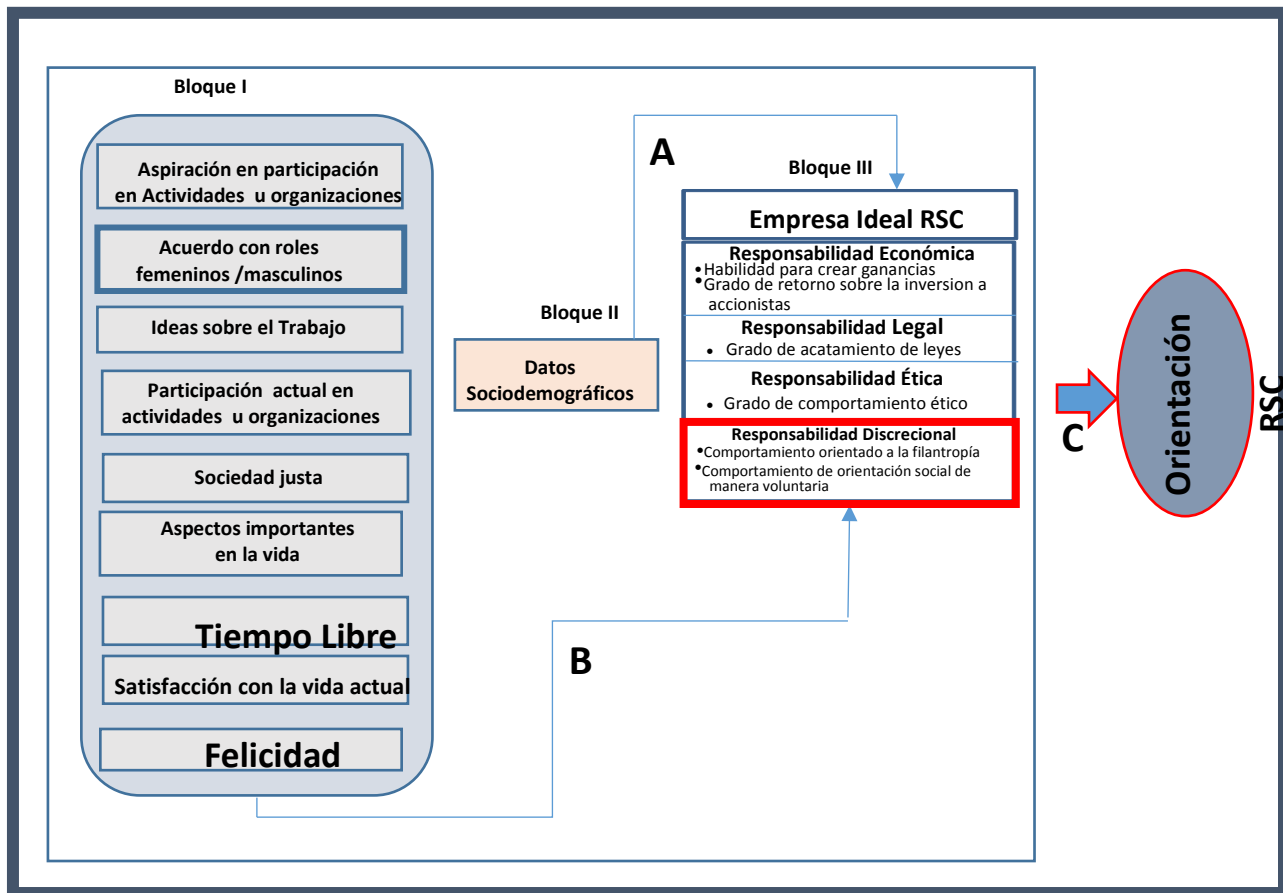 Bloque I
Aspiración en participación
en Actividades u organizaciones
Acuerdo con roles
femeninos /masculinos
Ideas sobre el Trabajo
Participación actual en
actividades u organizaciones
Sociedad justa
Aspectos importantes
en la vida
Tiempo Libre
Satisfacción con la vida actual
Felicidad
Bloque II
Datos
Sociodemográficos
A
B
Bloque III
Empresa Ideal RSC
Responsabilidad Económica
•Habilidad para crear ganancias
•Grado de retorno sobre la inversion a
accionistas
Responsabilidad Legal
• Grado de acatamiento de leyes
Responsabilidad Ética
• Grado de comportamiento ético
Responsabilidad Discrecional
•Comportamiento orientado a la filantropía
•Comportamiento de orientación social de
manera voluntaria
C
Orientación
RSC